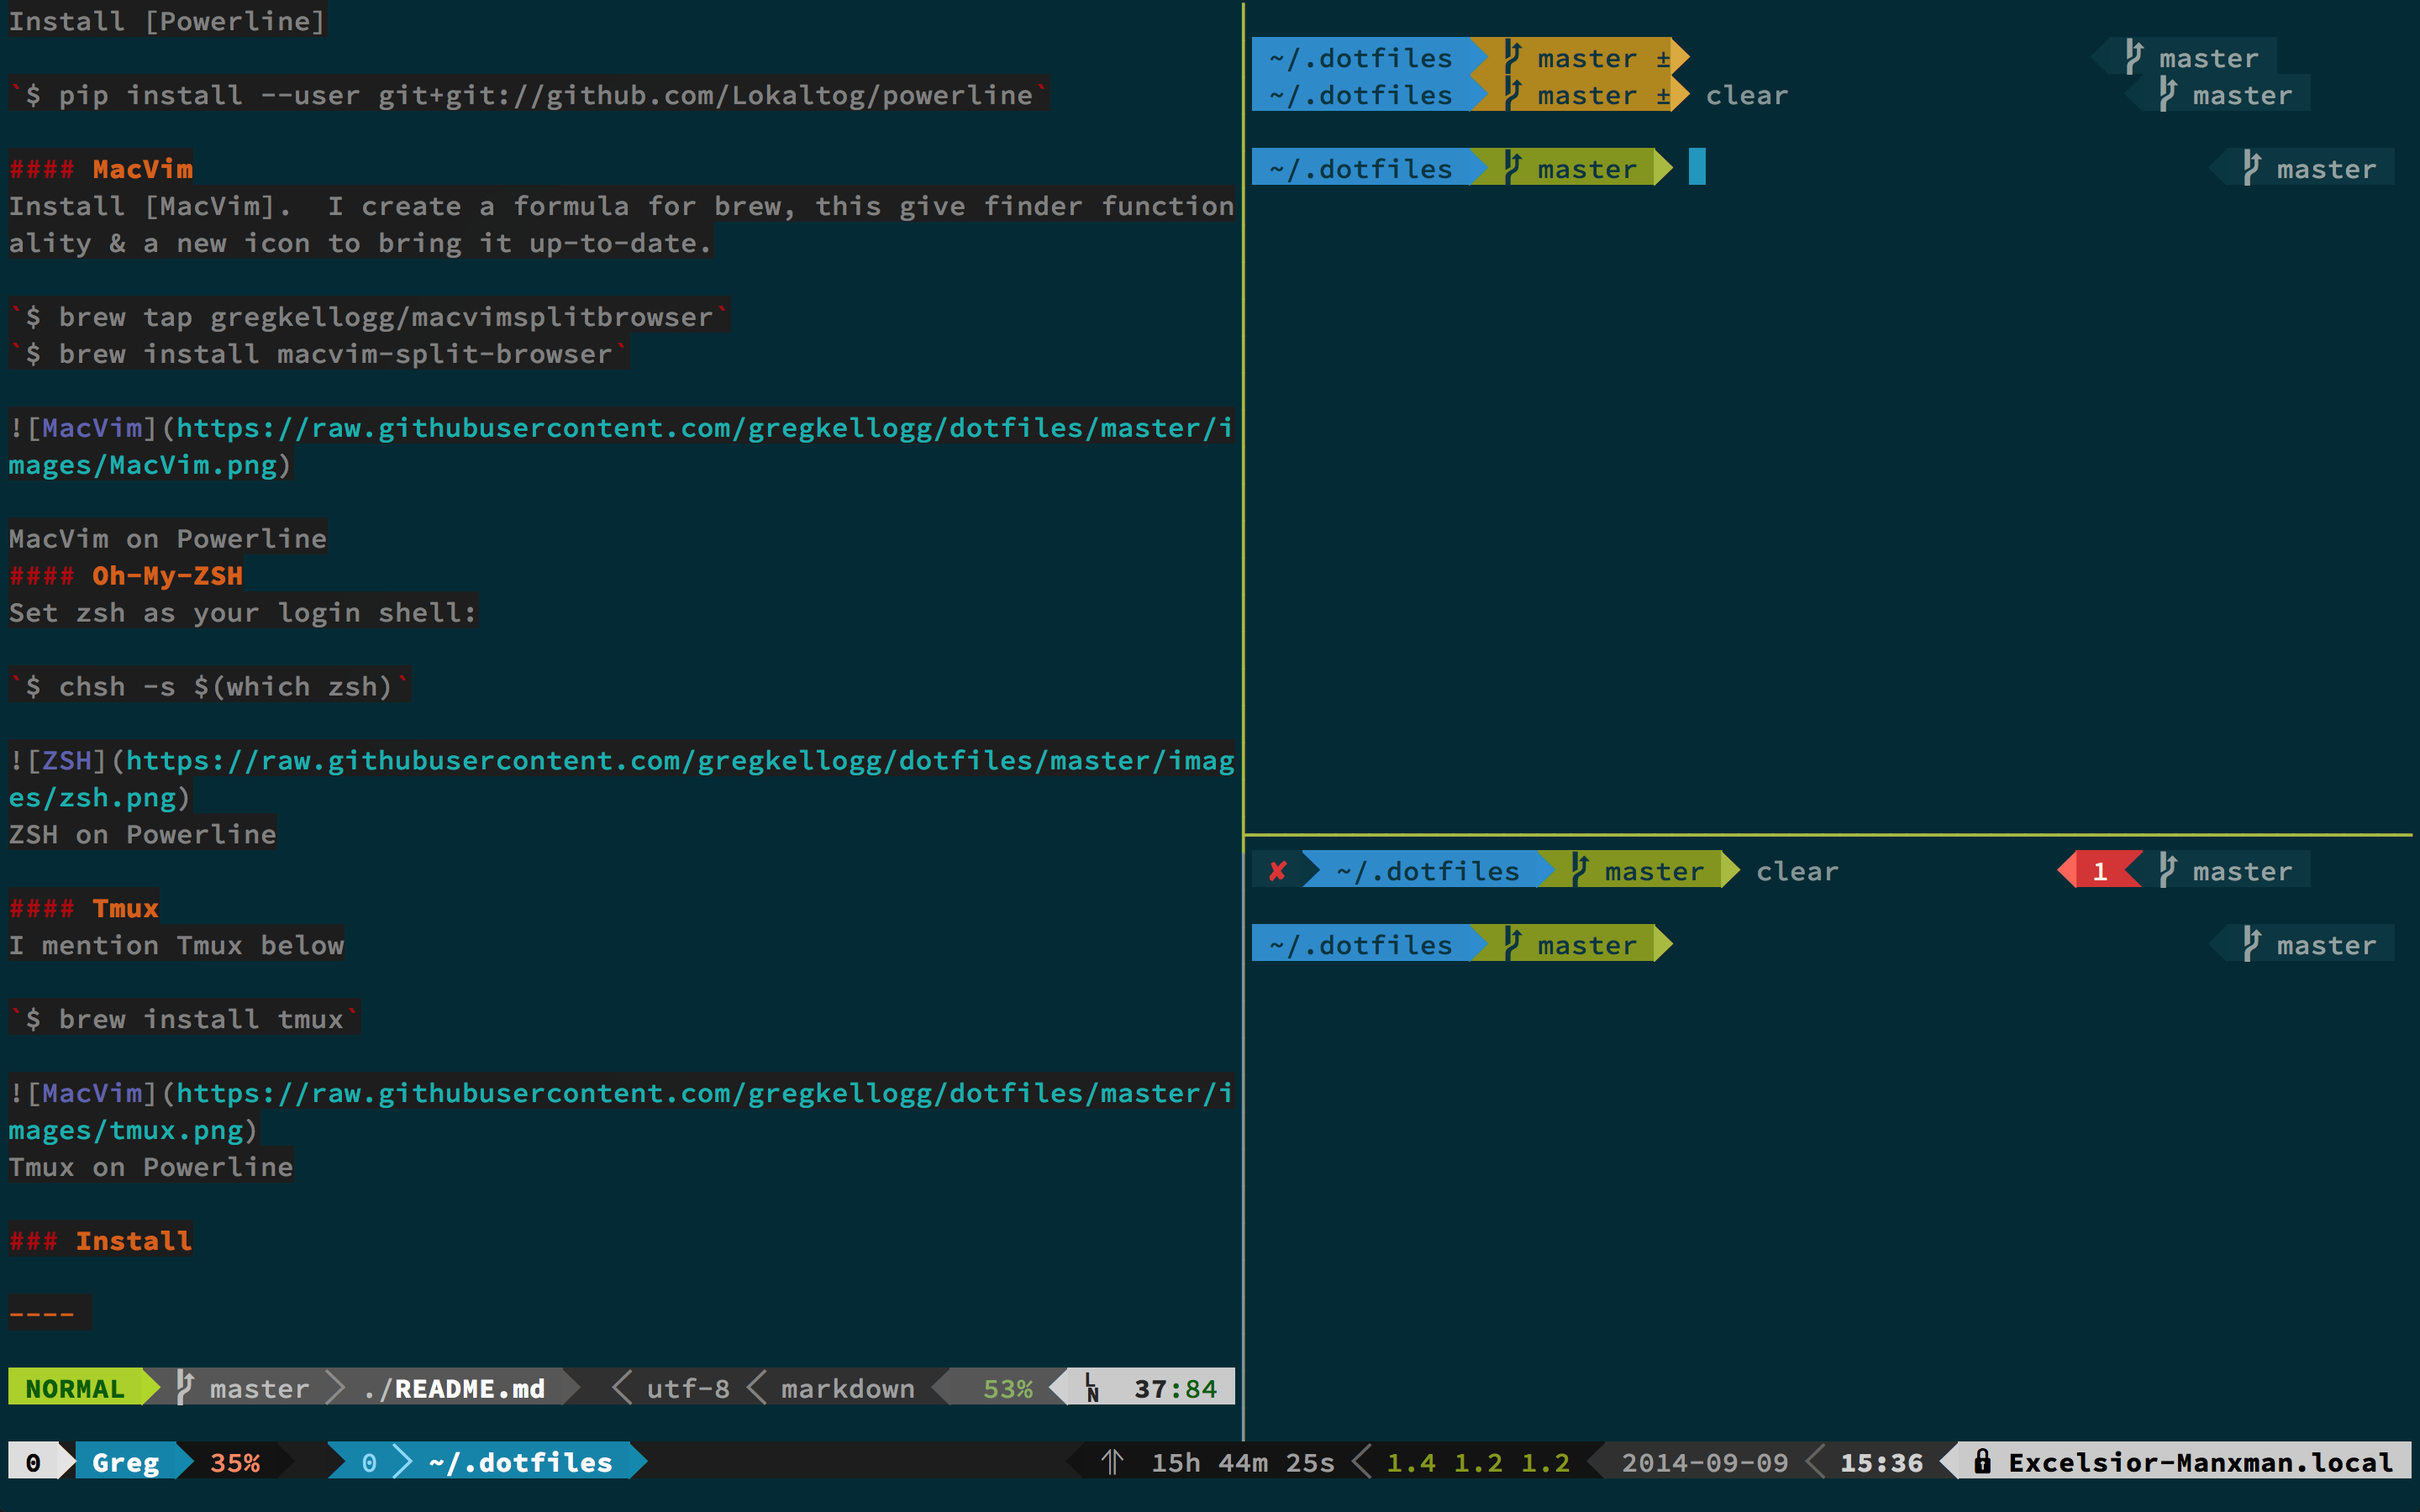 Install [Powerline]
`$ pip install --user git+git://github.com/Lokaltog/powerline`
#### MacVim
Install [MacVim].  I create a formula for brew, this give finder function
ality & a new icon to bring it up-to-date.
`$ brew tap gregkellogg/macvimsplitbrowser`
`$ brew install macvim-split-browser`
![MacVim](https://raw.githubusercontent.com/gregkellogg/dotfiles/master/i
mages/MacVim.png)
MacVim on Powerline
#### Oh-My-ZSH
Set zsh as your login shell:
`$ chsh -s $(which zsh)`
![ZSH](https://raw.githubusercontent.com/gregkellogg/dotfiles/master/imag
es/zsh.png)
ZSH on Powerline
#### Tmux
I mention Tmux below
`$ brew install tmux`
![MacVim](https://raw.githubusercontent.com/gregkellogg/dotfiles/master/i
mages/tmux.png)
Tmux on Powerline
### Install
----
NORMAL master ./README.md utf-8 markdown 53% LN 37:84
~/.dotfiles master ± master
~/.dotfiles master ± clear master
~/.dotfiles master master
✘ ~/.dotfiles master clear 1 master
~/.dotfiles master master
0 Greg 35% 0 ~/.dotfiles 15h 44m 25s 1.4 1.2 1.2 2014-09-09 15:36 Excelsior-Manxman.local